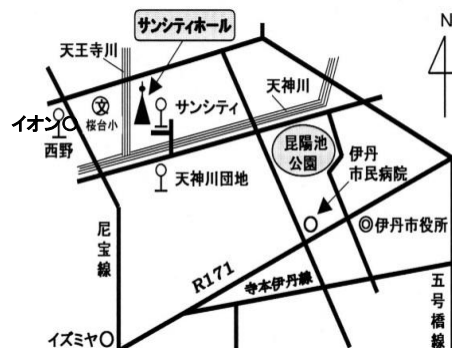 サンシティホール
N
天王寺川
天神川
イオン
文
桜台小
サンシティ
西野
昆陽池
公園
伊丹
市民病院
天神川団地
尼宝線
伊丹市役所
R171
寺本伊丹線
五号橋線
イズミヤ